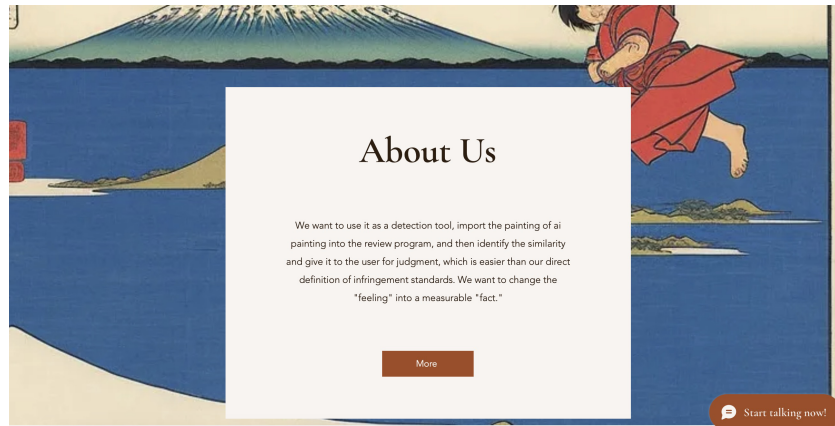 About Us
We want to use it as a detection tool, import the painting of ai
painting into the review program, and then identify the similarity
and give it to the user for judgment, which is easier than our direct
definition of infringement standards. We want to change the
"feeling" into a measurable "fact."
More
Start talking now!